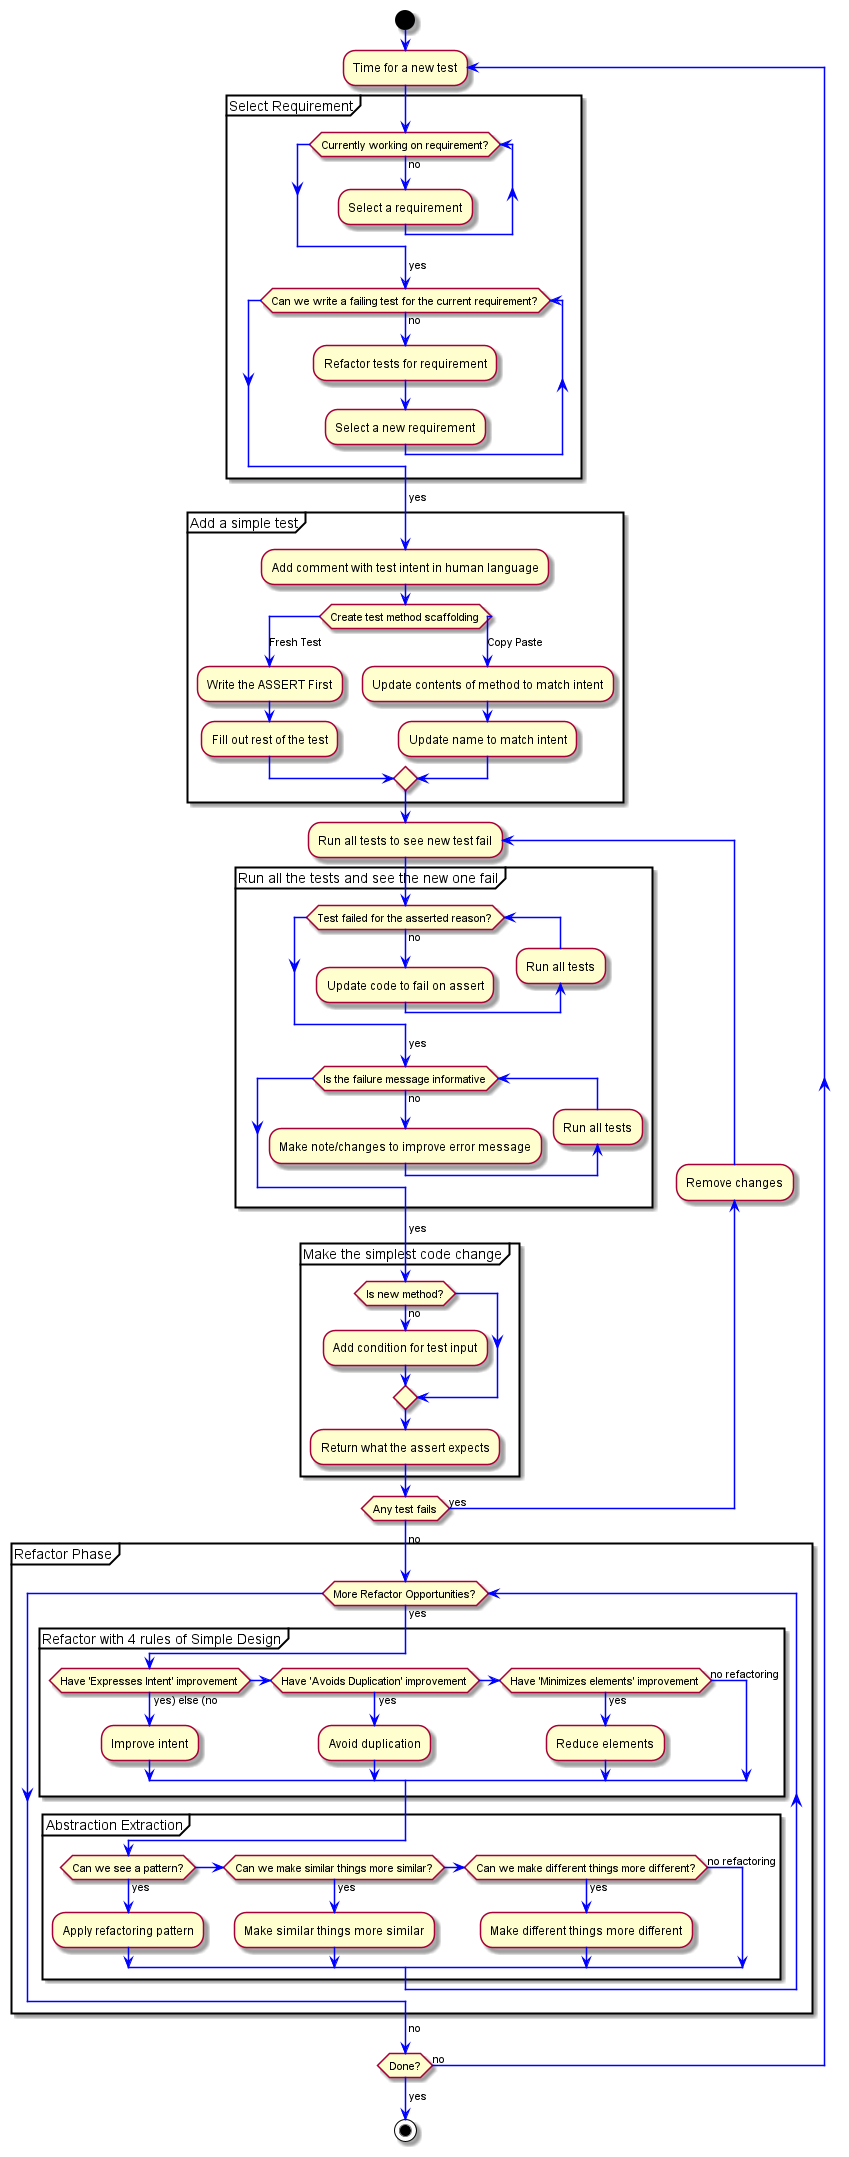 Time for a new test
Select Requirement
Currently working on requirement?
no
Select a requirement
yes
Can we write a failing test for the current requirement?
no
Refactor tests for requirement
Select a new requirement
yes
Add a simple test
Add comment with test intent in human language
Create test method scaffolding
Fresh Test
Copy Paste
Write the ASSERT First
Update contents of method to match intent
Fill out rest of the test
Update name to match intent
Run all tests to see new test fail
Run all the tests and see the new one fail
Test failed for the asserted reason?
no
Run all tests
Update code to fail on assert
yes
Is the failure message informative
no
Run all tests
Make note/changes to improve error message
Remove changes
yes
Make the simplest code change
Is new method?
no
Add condition for test input
Return what the assert expects
Any test fails
yes
no
Refactor Phase
More Refactor Opportunities?
yes
Refactor with 4 rules of Simple Design
Have 'Expresses Intent' improvement
Have 'Avoids Duplication' improvement
Have 'Minimizes elements' improvement
no refactoring
yes) else (no
yes
yes
Improve intent
Avoid duplication
Reduce elements
Abstraction Extraction
Can we see a pattern?
Can we make similar things more similar?
Can we make different things more different?
no refactoring
yes
yes
yes
Apply refactoring pattern
Make similar things more similar
Make different things more different
no
Done?
no
yes